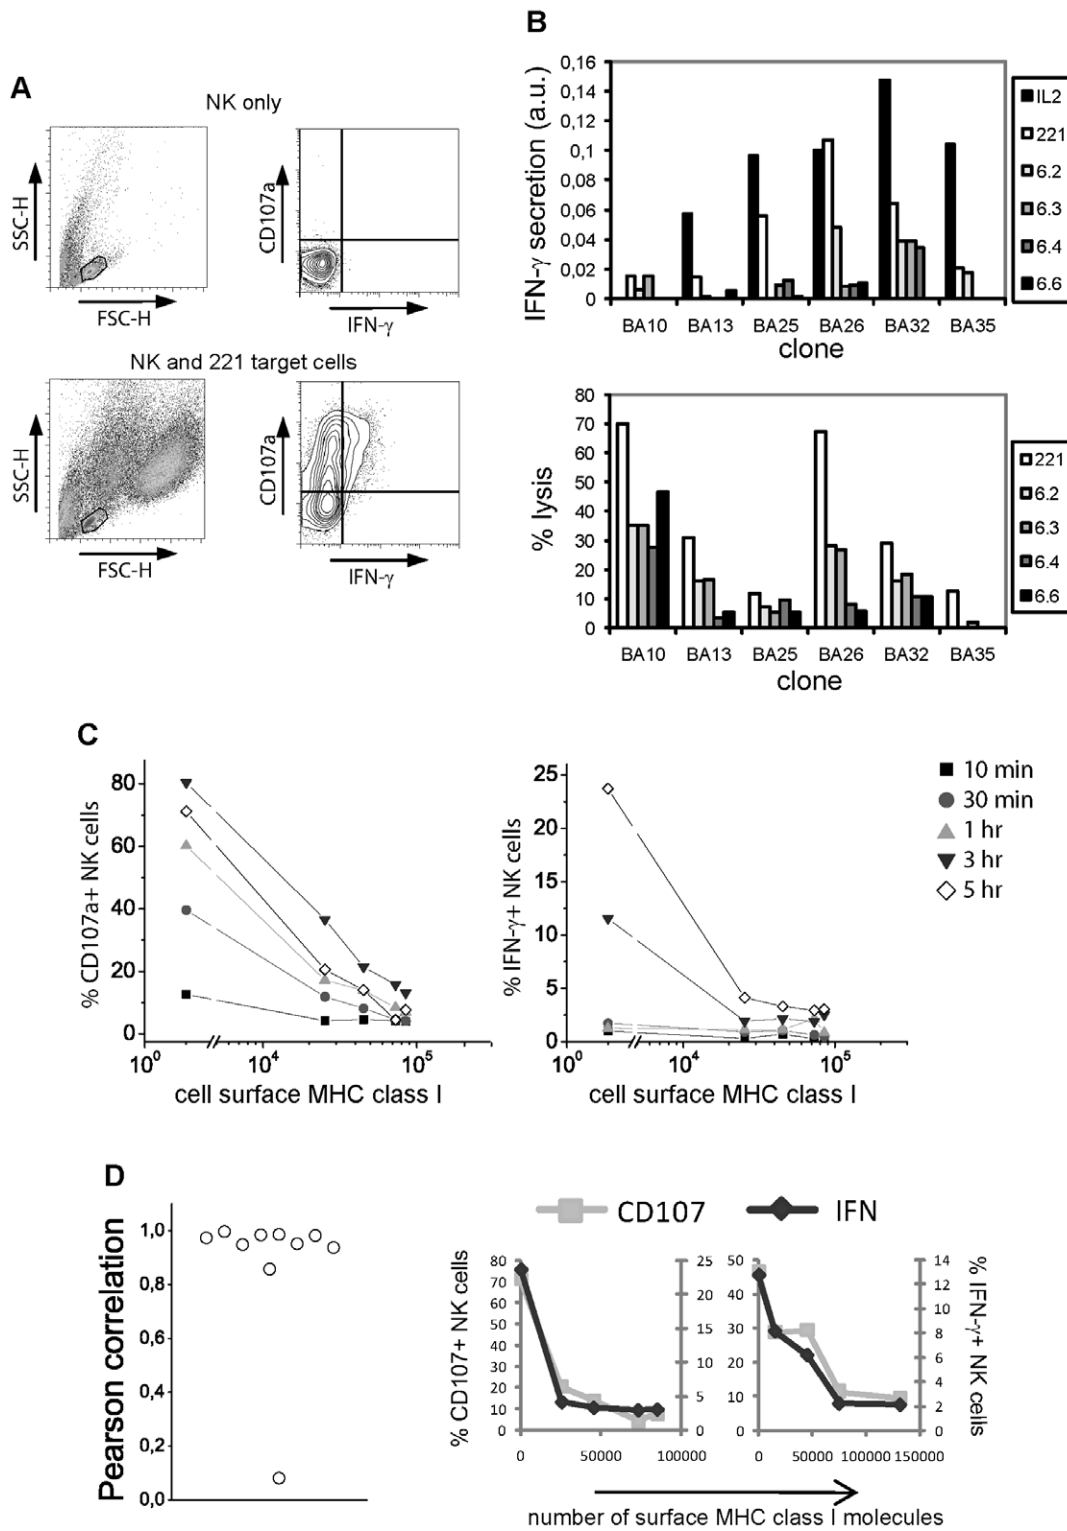 A
NK only
SSC-H
FSC-H
CD107a
IFN-γ
NK and 221 target cells
SSC-H
FSC-H
CD107a
IFN-γ
B
IFN-γ secretion (a.u.)
0,16
0,14
0,12
0,1
0,08
0,06
0,04
0,02
0
BA10 BA13 BA25 BA26 BA32 BA35
clone
IL2
221
6.2
6.3
6.4
6.6
% lysis
80
70
60
50
40
30
20
10
0
BA10 BA13 BA25 BA26 BA32 BA35
clone
221
6.2
6.3
6.4
6.6
C
% CD107a+ NK cells
80
60
40
20
0
10⁰ 10⁴ 10⁵
cell surface MHC class I
% IFN-γ+ NK cells
25
20
15
10
5
0
10⁰ 10⁴ 10⁵
cell surface MHC class I
10 min
30 min
1 hr
3 hr
5 hr
D
Pearson correlation
1,0
0,8
0,6
0,4
0,2
0,0
CD107 IFN
% CD107+ NK cells
80
70
60
50
40
30
20
10
0
25
20
15
10
5
0
0 50000 100000
50
40
30
20
10
0
14
12
10
8
6
4
2
0
0 50000 100000 150000
% IFN-γ+ NK cells
number of surface MHC class I molecules